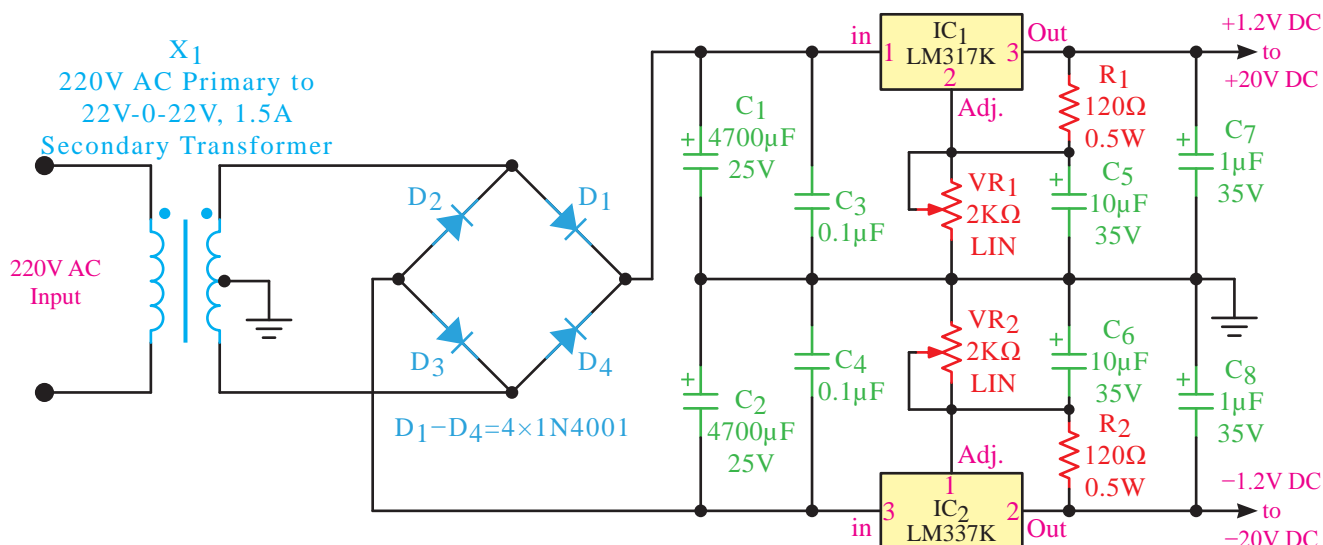 X1
220V AC Primary to
22V-0-22V, 1.5A
Secondary Transformer
220V AC
Input
D2
D1
D3
D4
D1−D4=4×1N4001
C1
4700µF
25V
+
C3
0.1µF
C2
4700µF
25V
+
C4
0.1µF
in
1
IC1
LM317K
2
3
Out
Adj.
R1
120Ω
0.5W
VR1
2KΩ
LIN
+
C5
10µF
35V
+
C7
1µF
35V
+1.2V DC
to
+20V DC
VR2
2KΩ
LIN
+
C6
10µF
35V
+
C8
1µF
35V
R2
120Ω
0.5W
Adj.
in
3
1
IC2
LM337K
2
Out
−1.2V DC
to
−20V DC